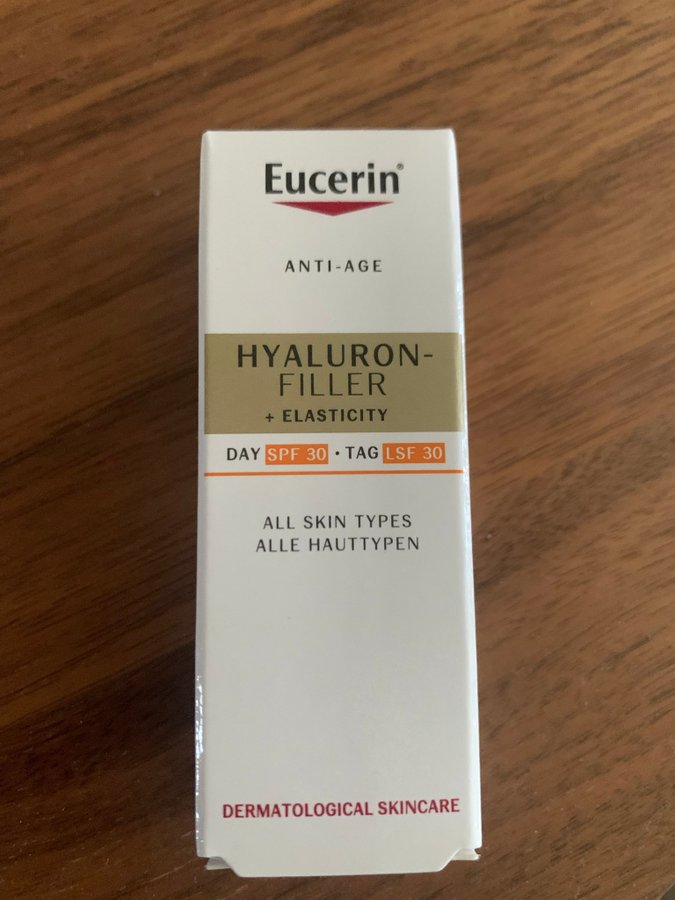 Eucerin®
ANTI-AGE
HYALURON-
FILLER
+ ELASTICITY
DAY SPF 30 • TAG LSF 30
ALL SKIN TYPES
ALLE HAUTTYPEN
DERMATOLOGICAL SKINCARE